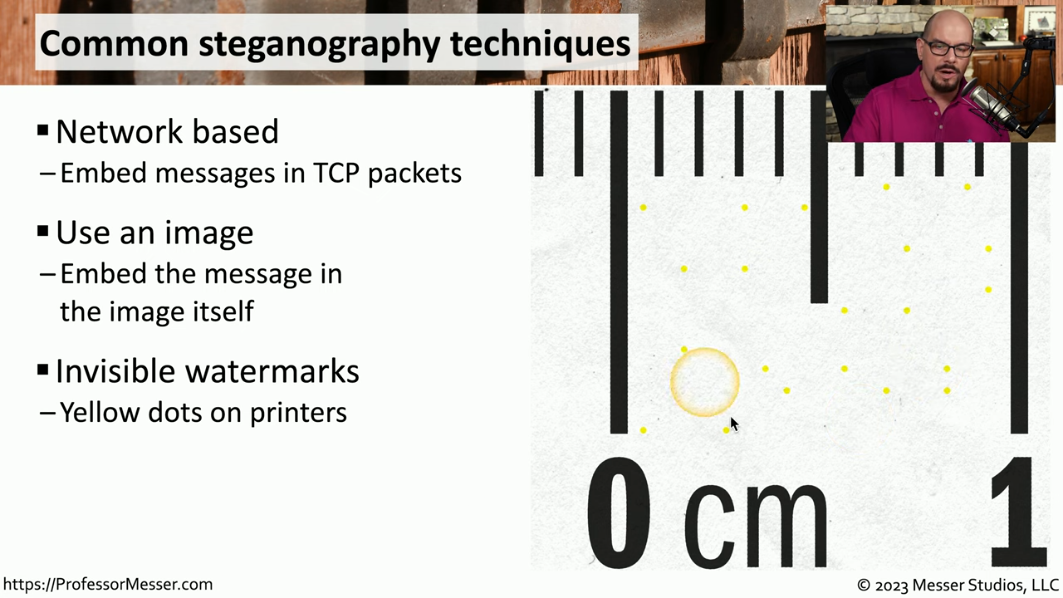 Common steganography techniques
▪ Network based
– Embed messages in TCP packets
▪ Use an image
– Embed the message in
the image itself
▪ Invisible watermarks
– Yellow dots on printers
0 cm 1
https://ProfessorMesser.com
© 2023 Messer Studios, LLC